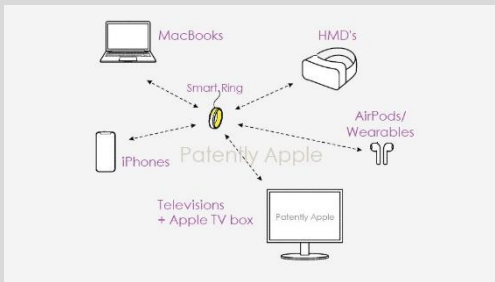 MacBooks
HMD's
Smart Ring
AirPods/
Wearables
iPhones
Patently Apple
Televisions
+ Apple TV box
Patently Apple